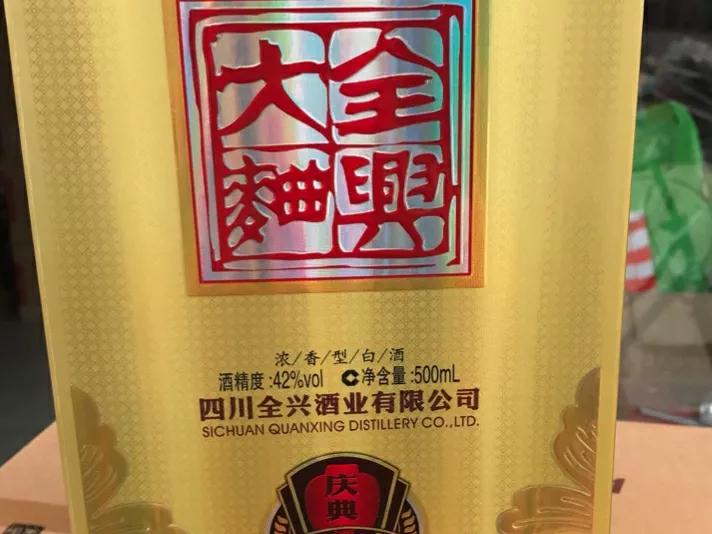 全興
大麯
浓/香/型/白/酒
酒精度:42%vol 净含量:500mL
四川全兴酒业有限公司
SICHUAN QUANXING DISTILLERY CO.,LTD.
庆
典